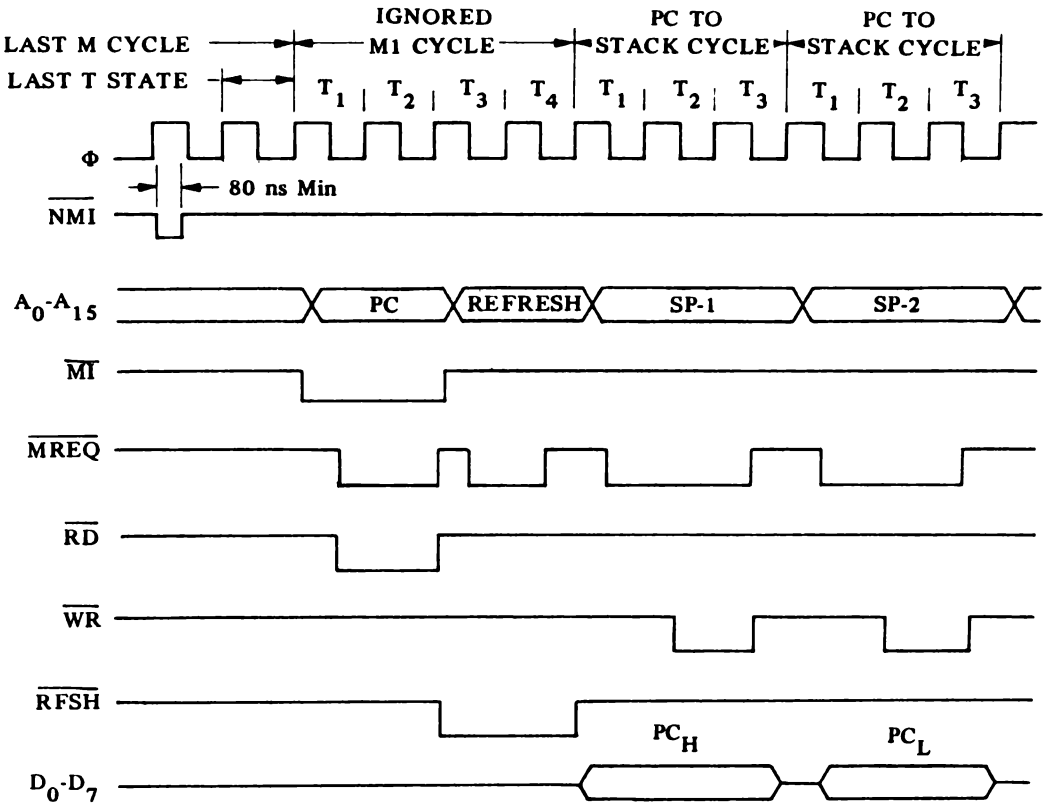 IGNORED
M1 CYCLE
PC TO
STACK CYCLE
PC TO
STACK CYCLE
LAST M CYCLE
LAST T STATE
T1 T2 T3 T4 T1 T2 T3 T1 T2 T3
Φ
80 ns Min
NMI
A0-A15
PC
REFRESH
SP-1
SP-2
MI
MREQ
RD
WR
RFSH
PCH
PCL
D0-D7